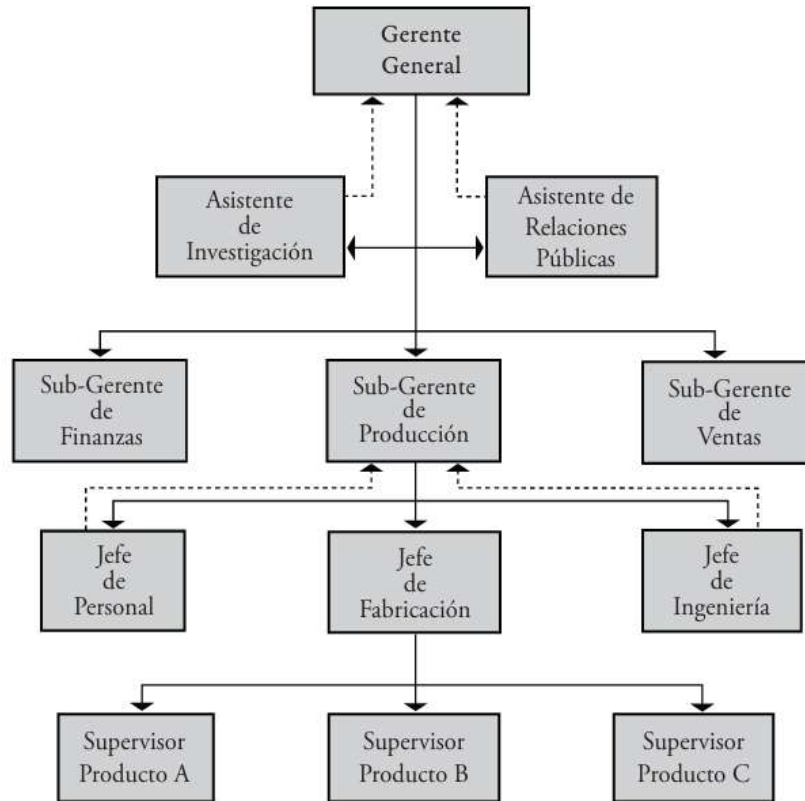 Gerente
General
Asistente
de
Investigación
Asistente de
Relaciones
Públicas
Sub-Gerente
de
Finanzas
Sub-Gerente
de
Producción
Sub-Gerente
de
Ventas
Jefe
de
Personal
Jefe
de
Fabricación
Jefe
de
Ingeniería
Supervisor
Producto A
Supervisor
Producto B
Supervisor
Producto C